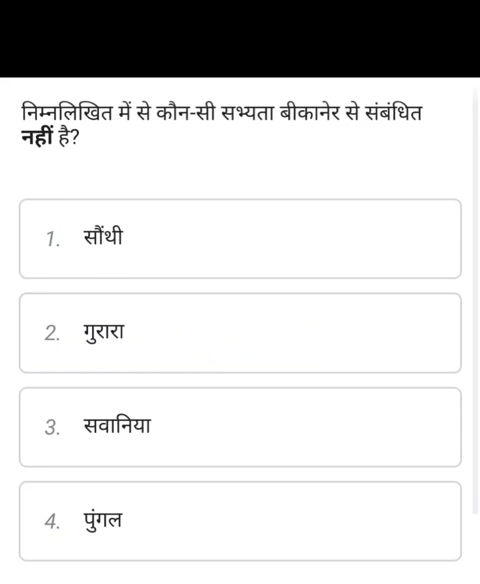 निम्नलिखित में से कौन-सी सभ्यता बीकानेर से संबंधित
नहीं है?
1. सौंथी
2. गुरारा
3. सवानिया
4. पुंगल